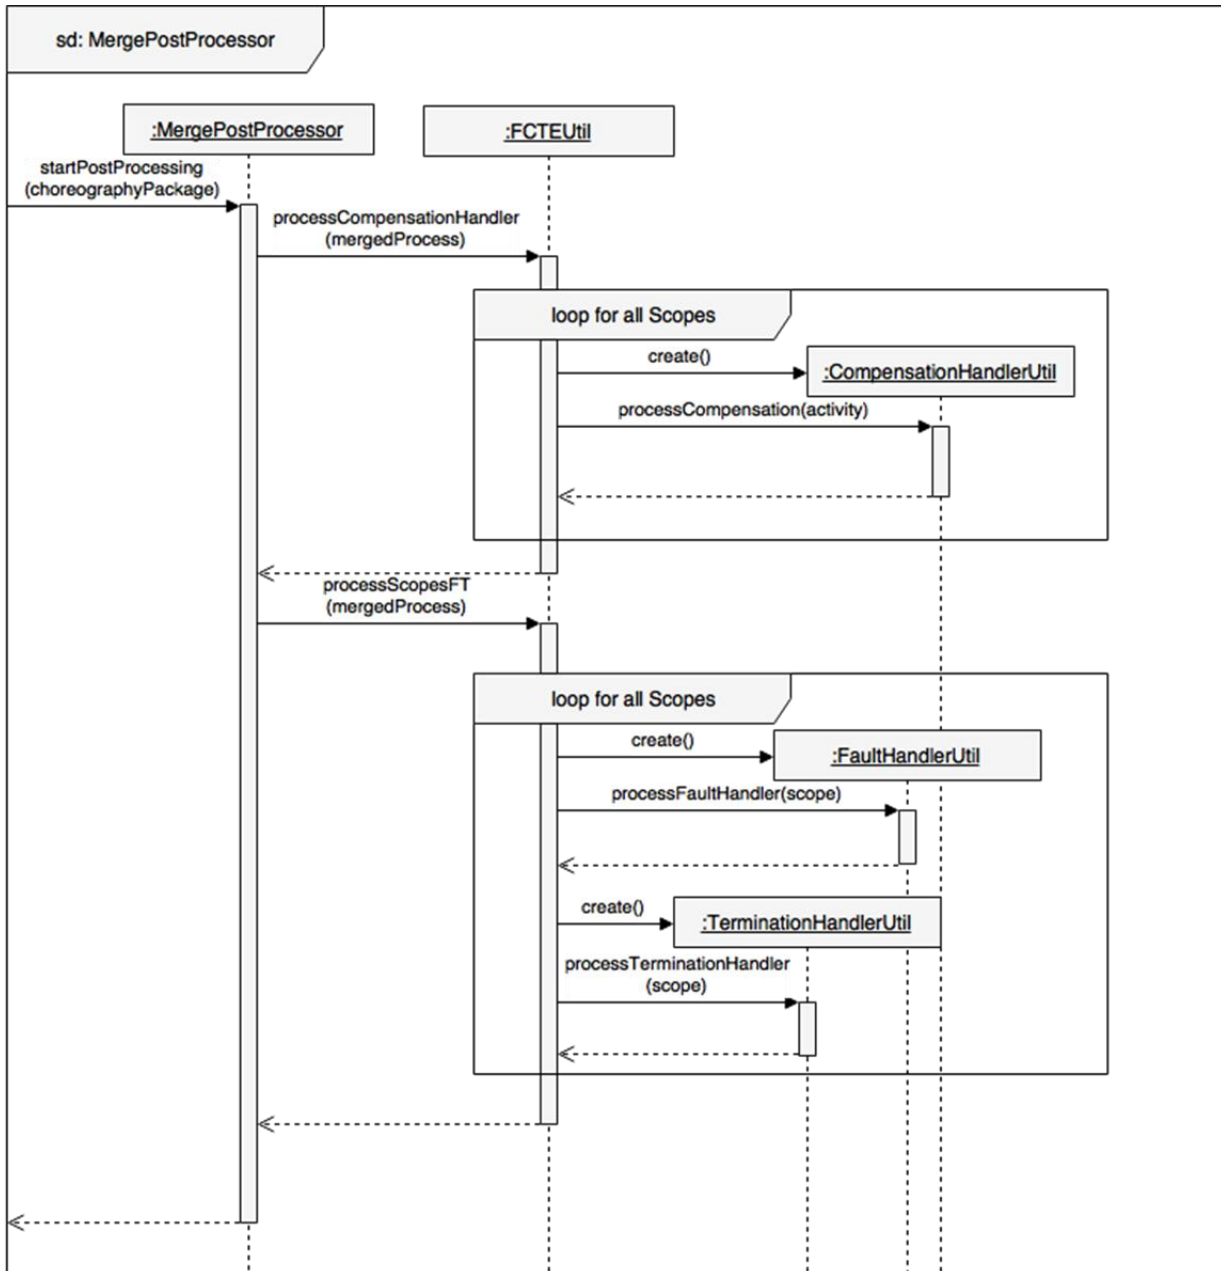 sd: MergePostProcessor
:MergePostProcessor
:FCTEUtil
startPostProcessing
(choreographyPackage)
processCompensationHandler
(mergedProcess)
loop for all Scopes
create()
:CompensationHandlerUtil
processCompensation(activity)
processScopesFT
(mergedProcess)
loop for all Scopes
create()
:FaultHandlerUtil
processFaultHandler(scope)
create()
:TerminationHandlerUtil
processTerminationHandler
(scope)